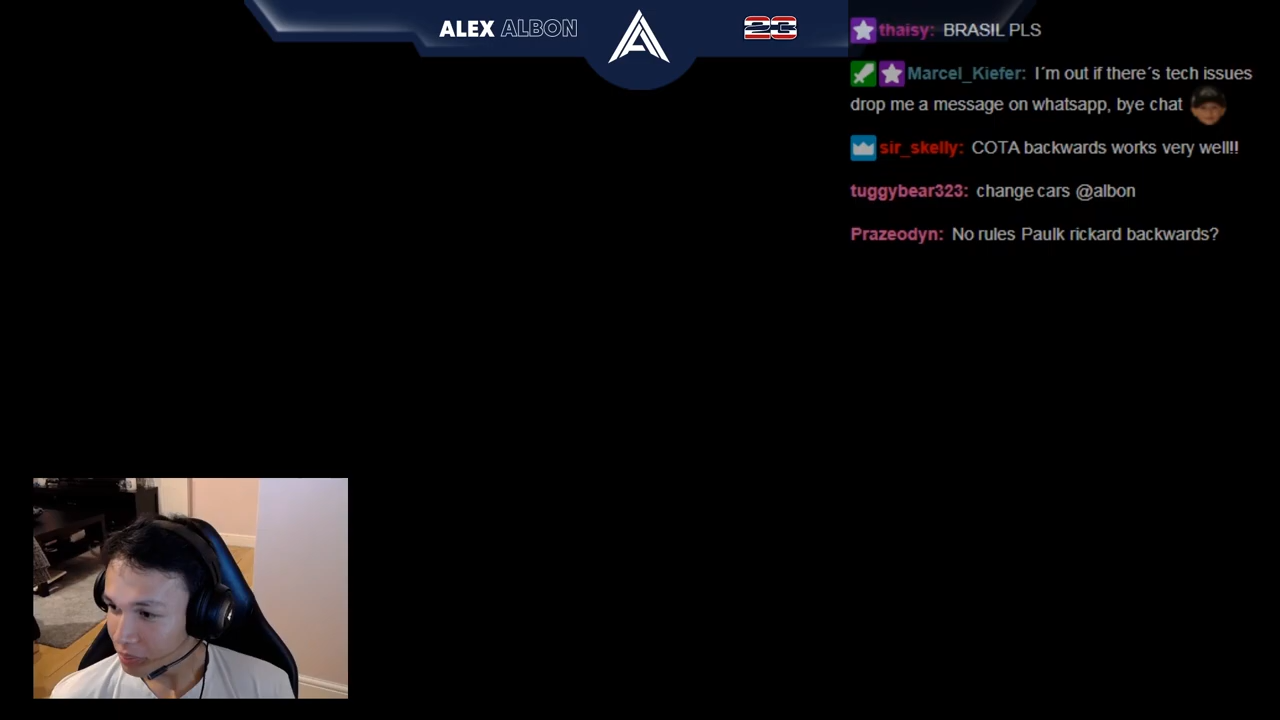 ALEX ALBON
23
thaisy: BRASIL PLS
Marcel_Kiefer: I´m out if there´s tech issues
drop me a message on whatsapp, bye chat
sir_skelly: COTA backwards works very well!!
tuggybear323: change cars @albon
Prazeodyn: No rules Paulk rickard backwards?